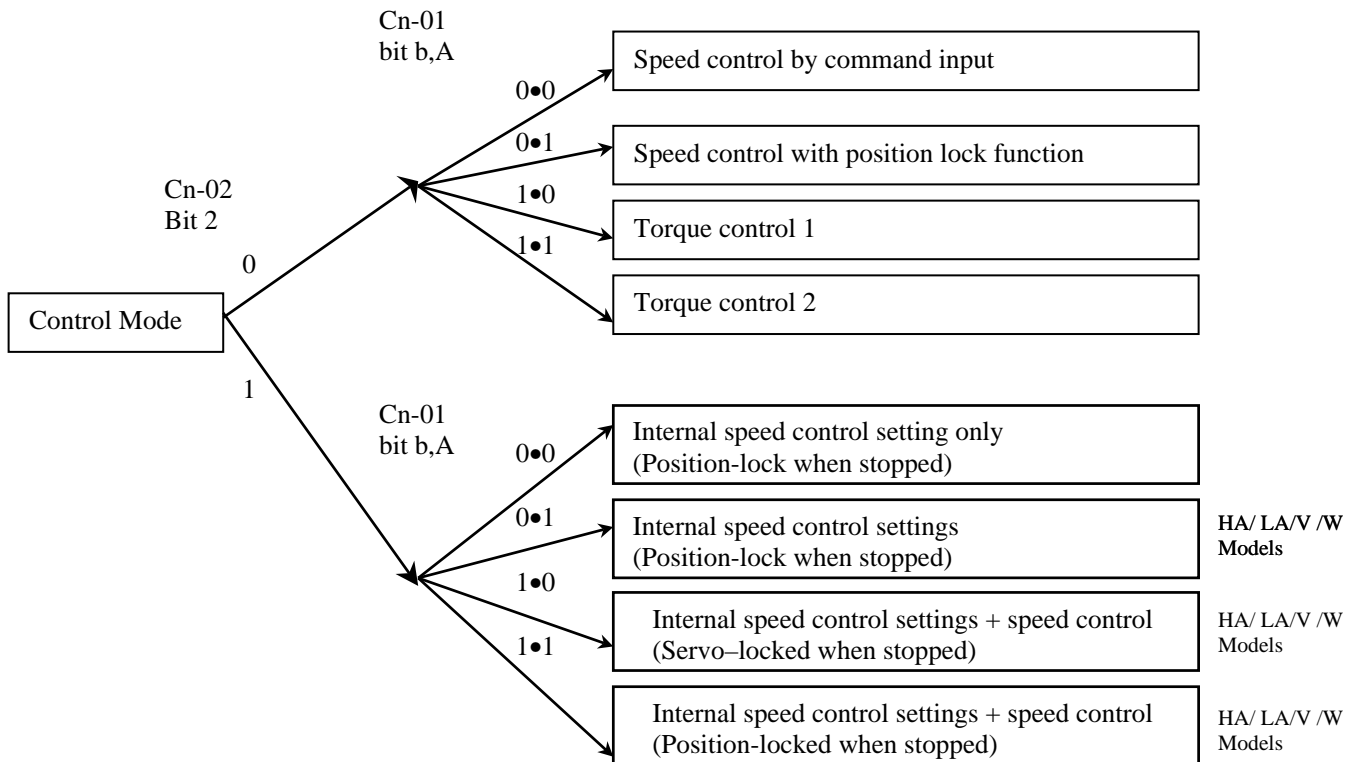 Cn-01
bit b,A
Speed control by command input
0●0
0●1
Speed control with position lock function
Cn-02
Bit 2
1●0
Torque control 1
1●1
0
Torque control 2
Control Mode
1
Cn-01
bit b,A
Internal speed control setting only
(Position-lock when stopped)
0●0
0●1
Internal speed control settings
(Position-lock when stopped)
HA/ LA/V /W
Models
1●0
Internal speed control settings + speed control
(Servo–locked when stopped)
HA/ LA/V /W
Models
1●1
Internal speed control settings + speed control
(Position-locked when stopped)
HA/ LA/V /W
Models